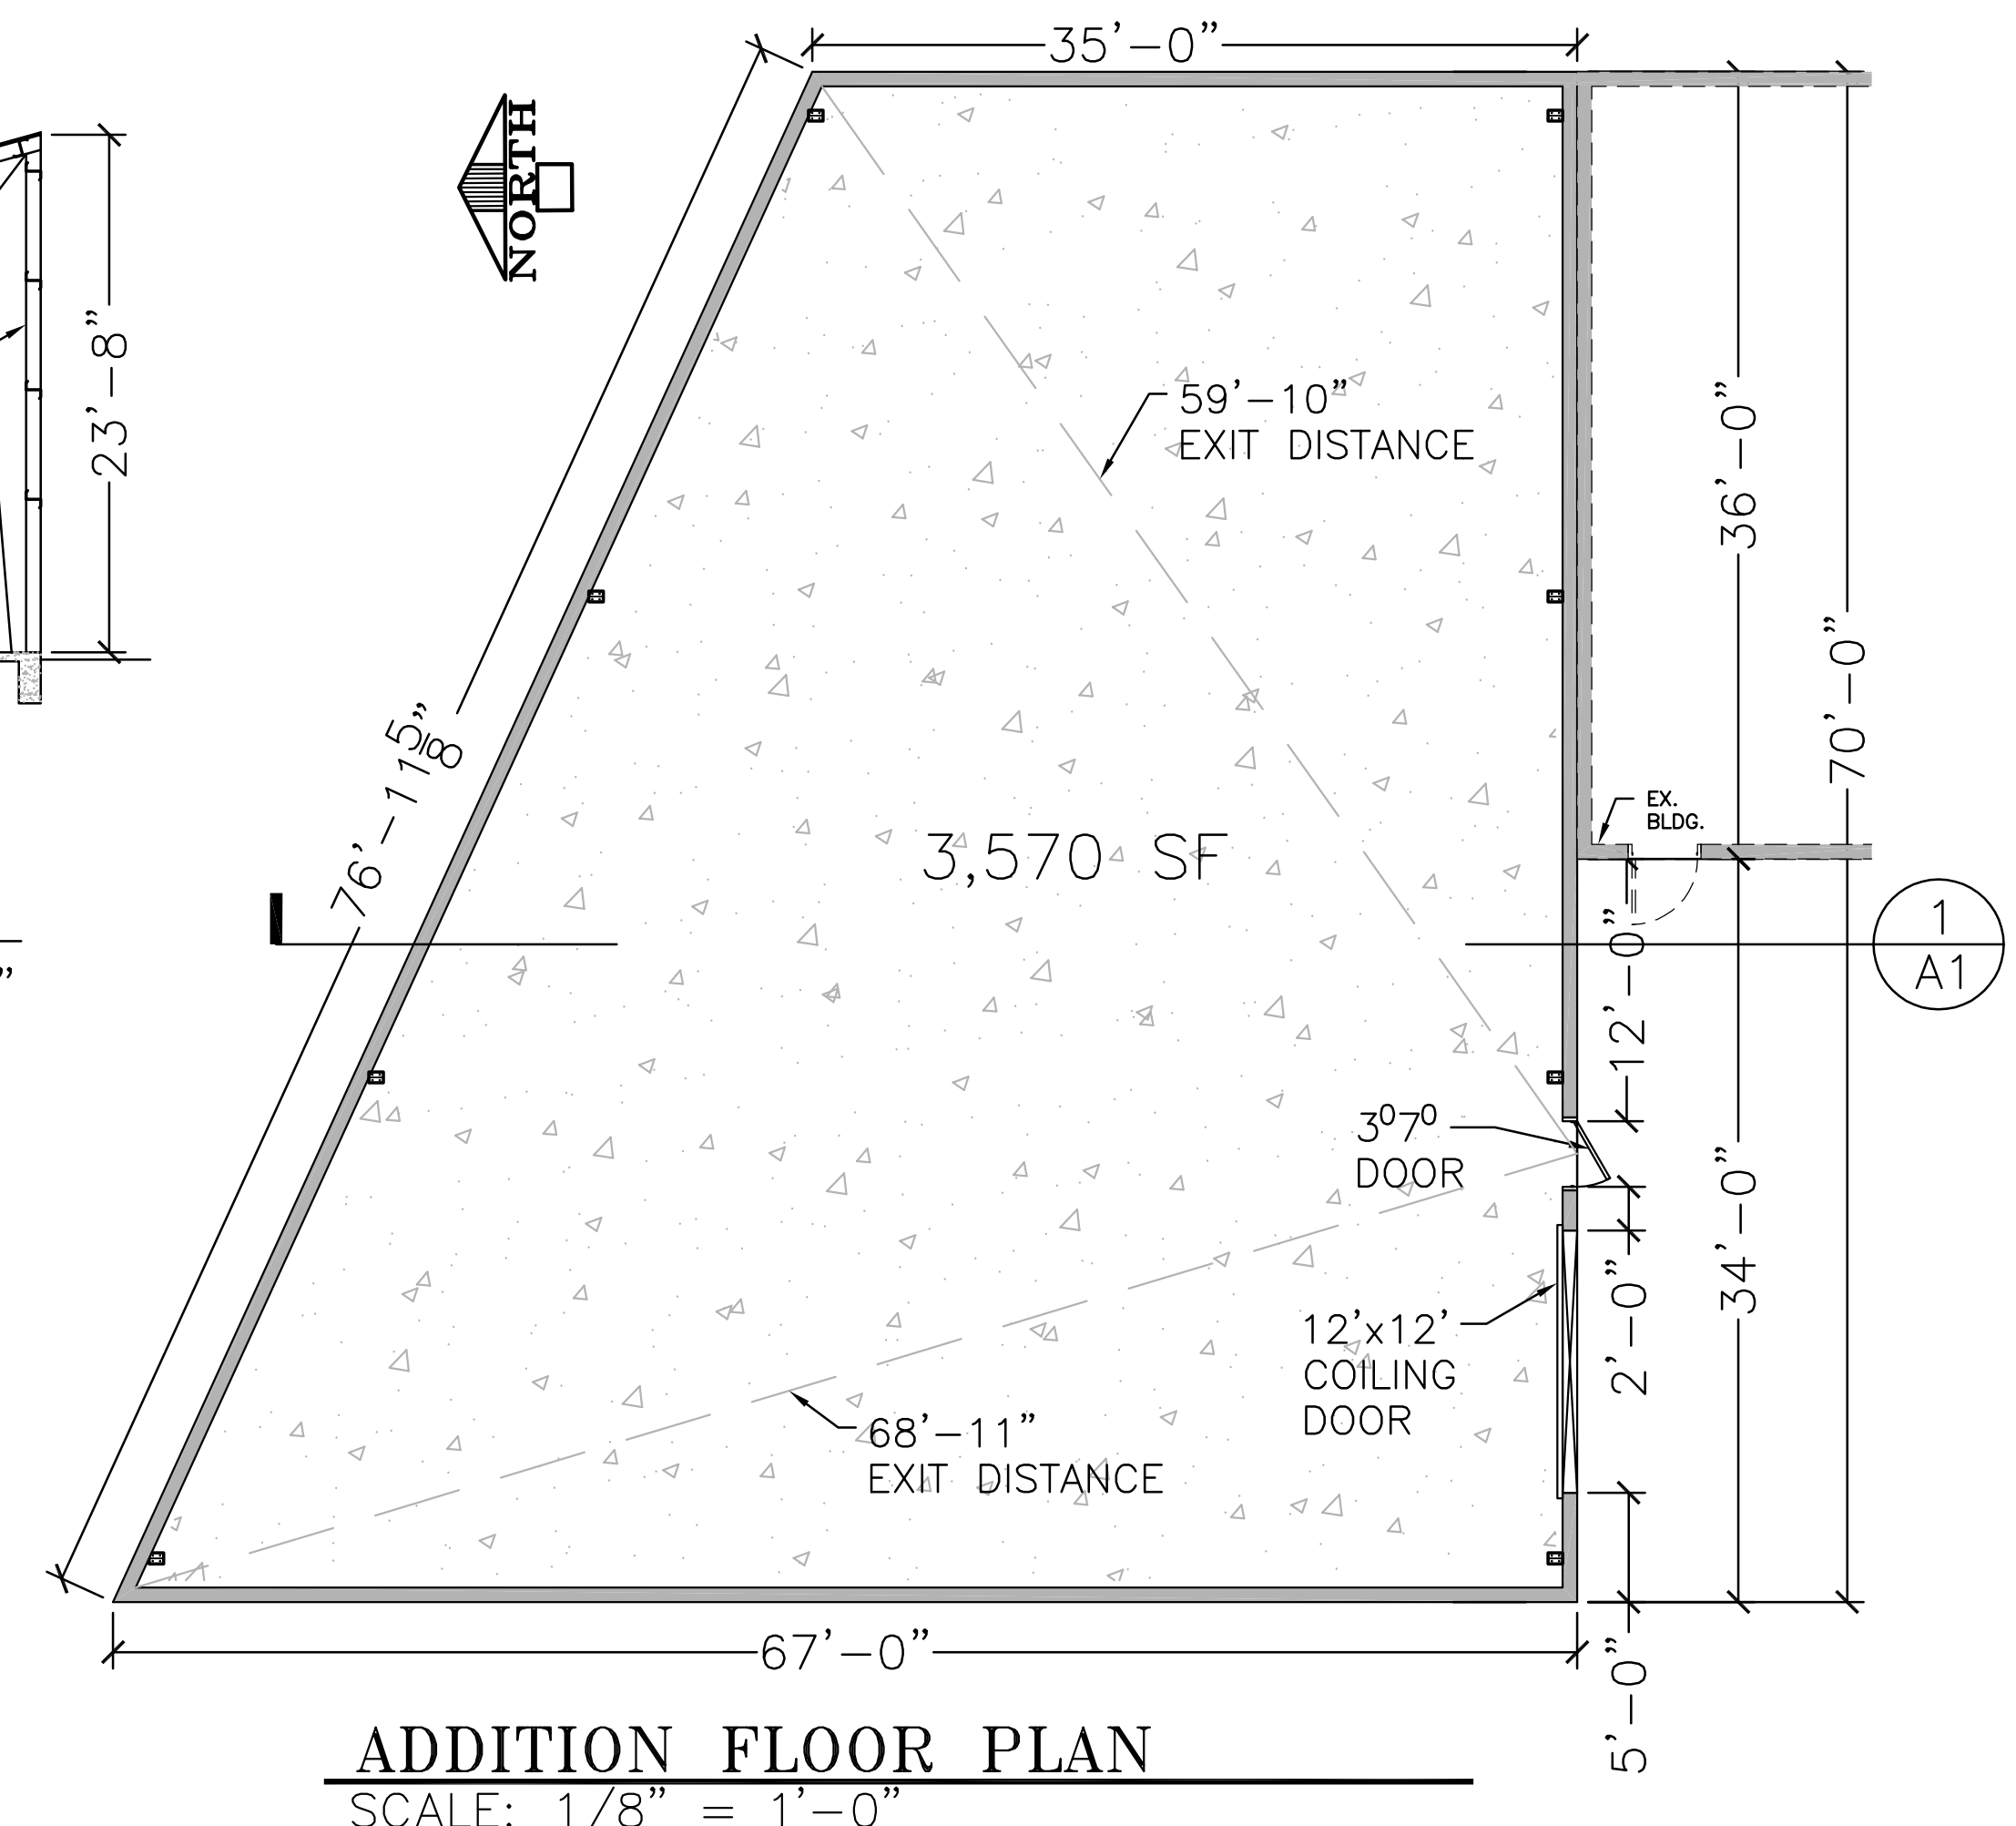 35'-0"
NORTH
23'-8"
59'-10"
EXIT DISTANCE
36'-0"
70'-0"
76'-11 5/8"
EX.
BLDG.
3,570 SF
1
A1
12'-0"
3⁰7⁰
DOOR
34'-0"
2'-0"
12'x12'
COILING
DOOR
68'-11"
EXIT DISTANCE
67'-0"
5'-0"
ADDITION FLOOR PLAN
SCALE: 1/8" = 1'-0"